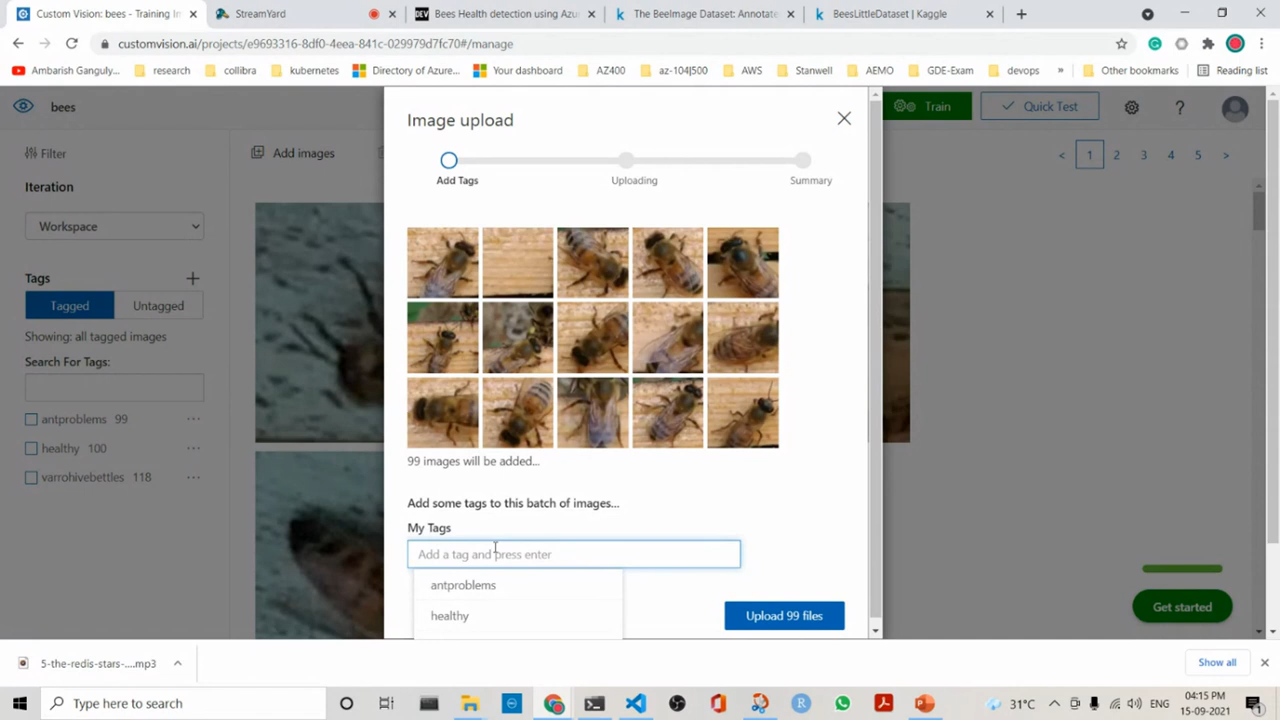 Custom Vision: bees - Training In
StreamYard
DEV Bees Health detection using Azu
The BeeImage Dataset: Annotate
BeesLittleDataset | Kaggle
customvision.ai/projects/e9693316-8df0-4eea-841c-029979d7fc70#/manage
Ambarish Ganguly...
research
collibra
kubernetes
Directory of Azure...
Your dashboard
AZ400
az-104|500
AWS
Stanwell
AEMO
GDE-Exam
devops
»
Other bookmarks
Reading list
bees
Train
Quick Test
Filter
Add images
< 1 2 3 4 5 >
Iteration
Workspace
Tags
Tagged
Untagged
Showing: all tagged images
Search For Tags:
antproblems 99 ...
healthy 100 ...
varrohivebettles 118 ...
Image upload
Add Tags
Uploading
Summary
99 images will be added...
Add some tags to this batch of images...
My Tags
Add a tag and press enter
antproblems
healthy
Upload 99 files
Get started
5-the-redis-stars-....mp3
Show all
Type here to search
31°C
ENG
04:15 PM
15-09-2021
1